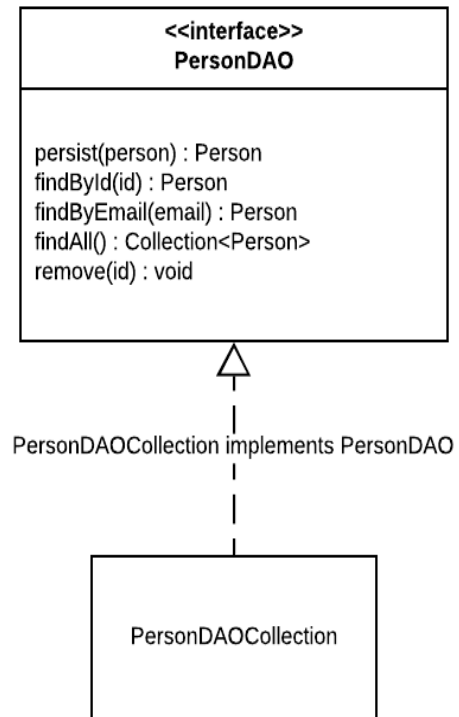 <<interface>>
PersonDAO
persist(person) : Person
findById(id) : Person
findByEmail(email) : Person
findAll() : Collection<Person>
remove(id) : void
PersonDAOCollection implements PersonDAO
PersonDAOCollection